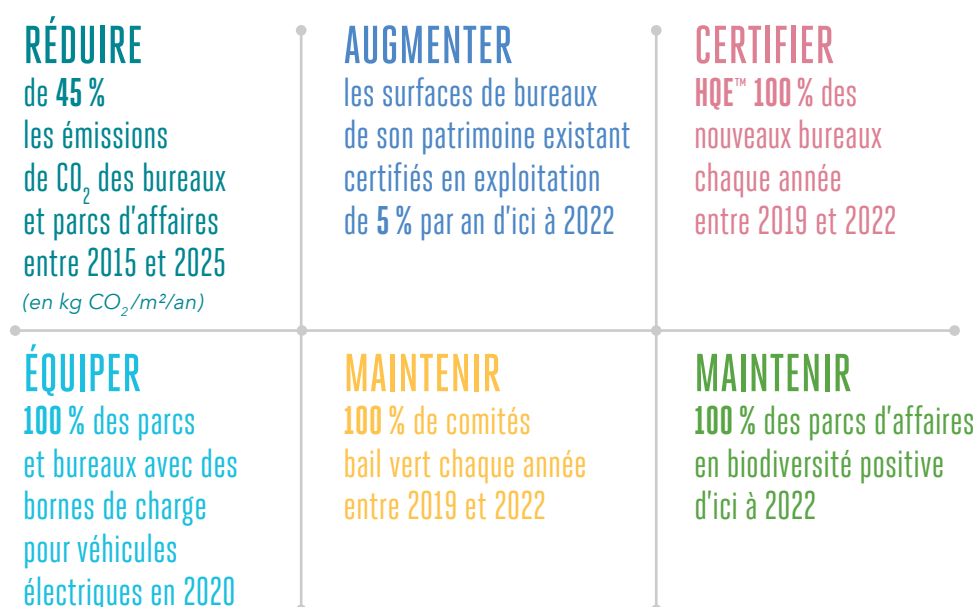 RÉDUIRE
de 45 %
les émissions
de CO₂ des bureaux
et parcs d'affaires
entre 2015 et 2025
(en kg CO₂/m²/an)
AUGMENTER
les surfaces de bureaux
de son patrimoine existant
certifiés en exploitation
de 5 % par an d'ici à 2022
CERTIFIER
HQE™ 100 % des
nouveaux bureaux
chaque année
entre 2019 et 2022
ÉQUIPER
100 % des parcs
et bureaux avec des
bornes de charge
pour véhicules
électriques en 2020
MAINTENIR
100 % de comités
bail vert chaque année
entre 2019 et 2022
MAINTENIR
100 % des parcs d'affaires
en biodiversité positive
d'ici à 2022